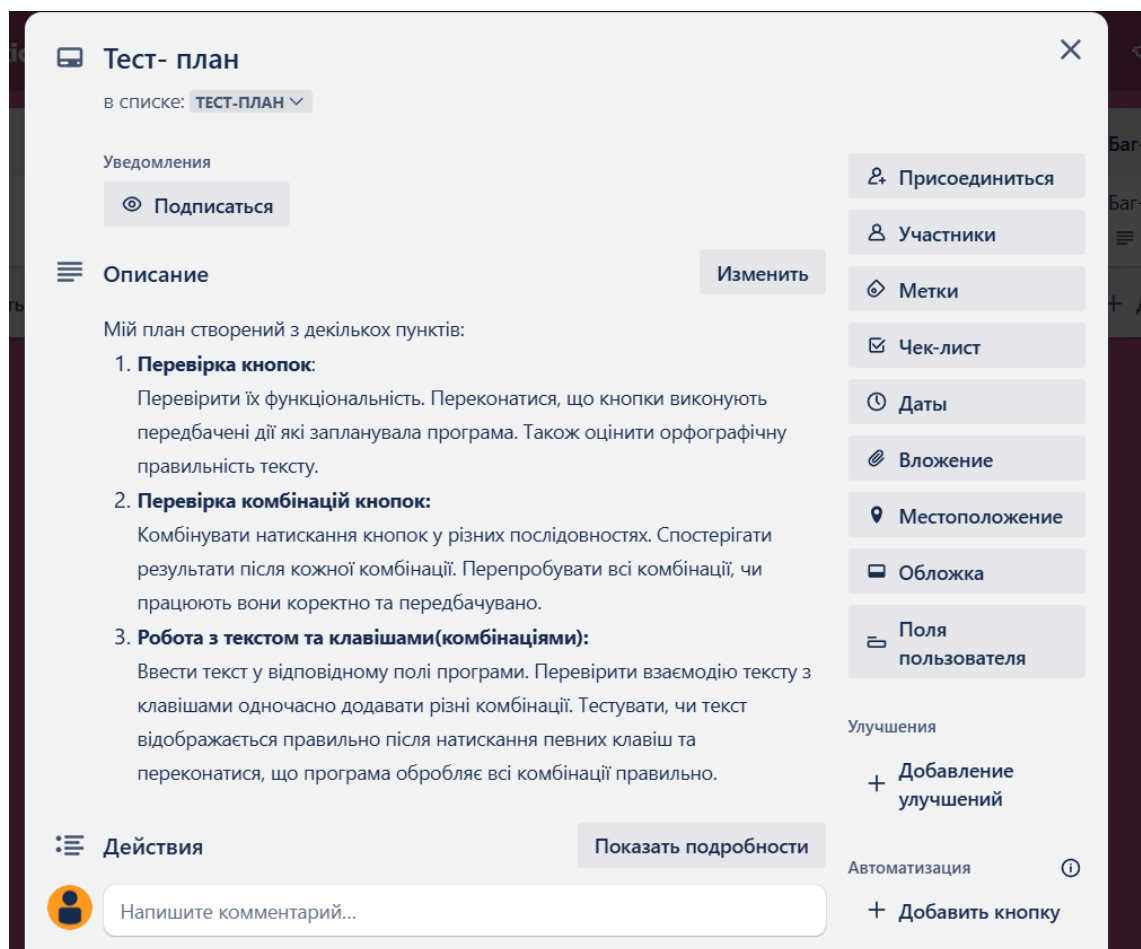 Тест- план
в списке: ТЕСТ-ПЛАН
Уведомления
Подписаться
Описание
Изменить
Мій план створений з декількох пунктів:
1. Перевірка кнопок:
Перевірити їх функціональність. Переконатися, що кнопки виконують
передбачені дії які запланувала програма. Також оцінити орфографічну
правильність тексту.
2. Перевірка комбінацій кнопок:
Комбінувати натискання кнопок у різних послідовностях. Спостерігати
результати після кожної комбінації. Перепробувати всі комбінації, чи
працюють вони коректно та передбачувано.
3. Робота з текстом та клавішами(комбінаціями):
Ввести текст у відповідному полі програми. Перевірити взаємодію тексту з
клавішами одночасно додавати різні комбінації. Тестувати, чи текст
відображається правильно після натискання певних клавіш та
переконатися, що програма обробляє всі комбінації правильно.
Действия
Показать подробности
Напишите комментарий...
Присоединиться
Участники
Метки
Чек-лист
Даты
Вложение
Местоположение
Обложка
Поля
пользователя
Улучшения
+ Добавление
улучшений
Автоматизация
+ Добавить кнопку
Баг-
Баг-